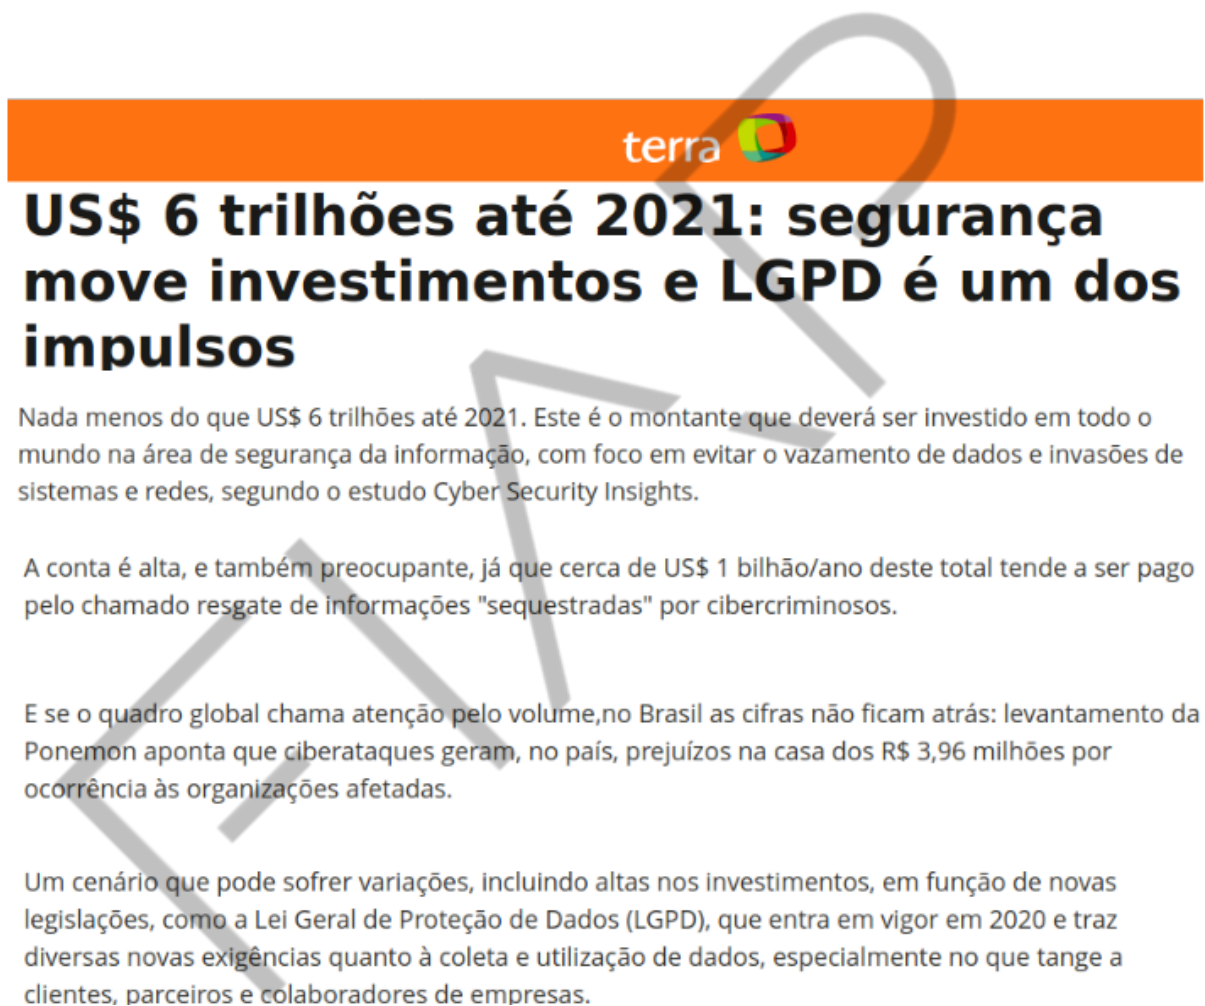 terra
US$ 6 trilhões até 2021: segurança
move investimentos e LGPD é um dos
impulsos
Nada menos do que US$ 6 trilhões até 2021. Este é o montante que deverá ser investido em todo o
mundo na área de segurança da informação, com foco em evitar o vazamento de dados e invasões de
sistemas e redes, segundo o estudo Cyber Security Insights.
A conta é alta, e também preocupante, já que cerca de US$ 1 bilhão/ano deste total tende a ser pago
pelo chamado resgate de informações "sequestradas" por cibercriminosos.
E se o quadro global chama atenção pelo volume,no Brasil as cifras não ficam atrás: levantamento da
Ponemon aponta que ciberataques geram, no país, prejuízos na casa dos R$ 3,96 milhões por
ocorrência às organizações afetadas.
Um cenário que pode sofrer variações, incluindo altas nos investimentos, em função de novas
legislações, como a Lei Geral de Proteção de Dados (LGPD), que entra em vigor em 2020 e traz
diversas novas exigências quanto à coleta e utilização de dados, especialmente no que tange a
clientes, parceiros e colaboradores de empresas.
FIAP